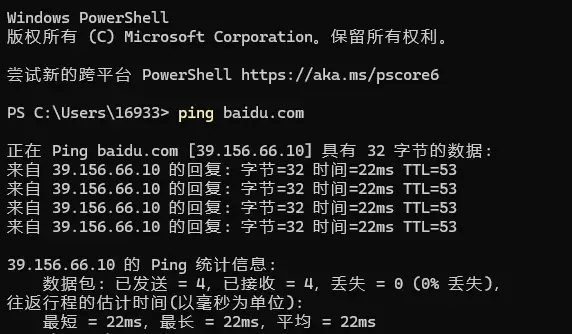 Windows PowerShell
版权所有 (C) Microsoft Corporation。保留所有权利。
尝试新的跨平台 PowerShell https://aka.ms/pscore6
PS C:\Users\16933> ping baidu.com
正在 Ping baidu.com [39.156.66.10] 具有 32 字节的数据:
来自 39.156.66.10 的回复: 字节=32 时间=22ms TTL=53
来自 39.156.66.10 的回复: 字节=32 时间=22ms TTL=53
来自 39.156.66.10 的回复: 字节=32 时间=22ms TTL=53
来自 39.156.66.10 的回复: 字节=32 时间=22ms TTL=53
39.156.66.10 的 Ping 统计信息:
数据包: 已发送 = 4，已接收 = 4，丢失 = 0 (0% 丢失)，
往返行程的估计时间(以毫秒为单位):
最短 = 22ms，最长 = 22ms，平均 = 22ms